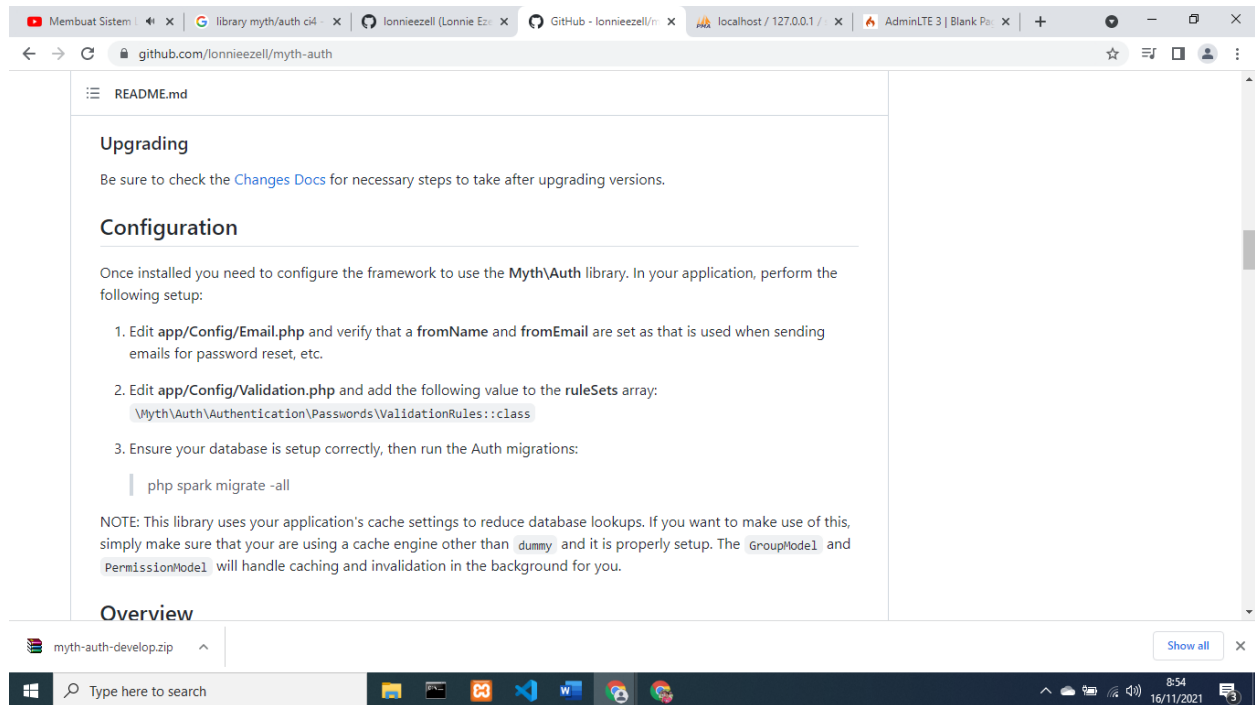 Membuat Sistem L
library myth/auth ci4 -
lonnieezell (Lonnie Eze
GitHub - lonnieezell/m
localhost / 127.0.0.1 / s
AdminLTE 3 | Blank Pag
github.com/lonnieezell/myth-auth
README.md
Upgrading
Be sure to check the Changes Docs for necessary steps to take after upgrading versions.
Configuration
Once installed you need to configure the framework to use the Myth\Auth library. In your application, perform the
following setup:
1. Edit app/Config/Email.php and verify that a fromName and fromEmail are set as that is used when sending
emails for password reset, etc.
2. Edit app/Config/Validation.php and add the following value to the ruleSets array:
\Myth\Auth\Authentication\Passwords\ValidationRules::class
3. Ensure your database is setup correctly, then run the Auth migrations:
php spark migrate -all
NOTE: This library uses your application's cache settings to reduce database lookups. If you want to make use of this,
simply make sure that your are using a cache engine other than dummy and it is properly setup. The GroupModel and
PermissionModel will handle caching and invalidation in the background for you.
Overview
myth-auth-develop.zip
Show all
Type here to search
8:54
16/11/2021
3